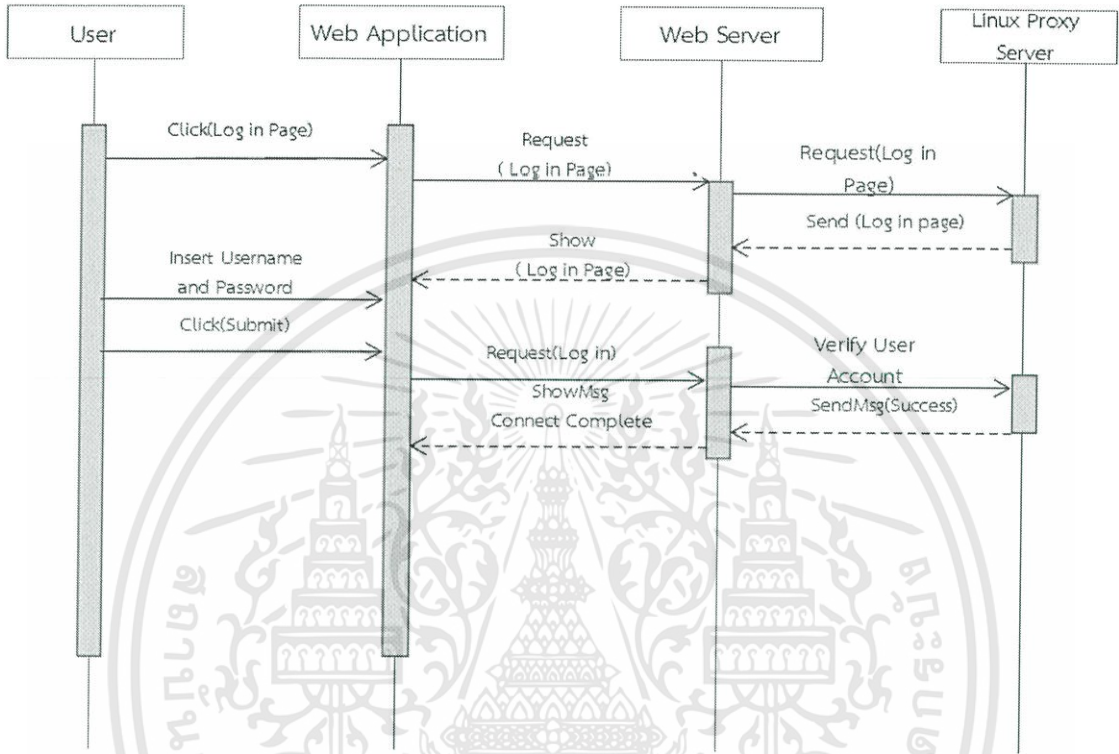 User
Web Application
Web Server
Linux Proxy
Server
Click(Log in Page)
Request
( Log in Page)
Request(Log in
Page)
Send (Log in page)
Show
( Log in Page)
Insert Username
and Password
Click(Submit)
Request(Log in)
Verify User
Account
ShowMsg
Connect Complete
SendMsg(Success)